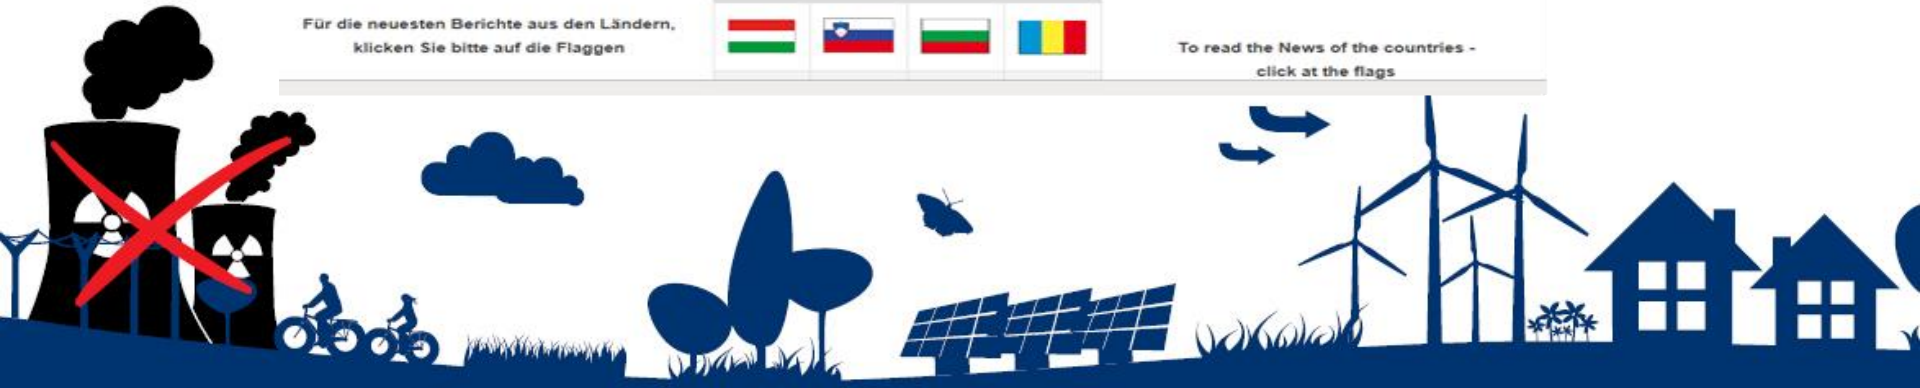 Für die neuesten Berichte aus den Ländern,
klicken Sie bitte auf die Flaggen
To read the News of the countries -
click at the flags